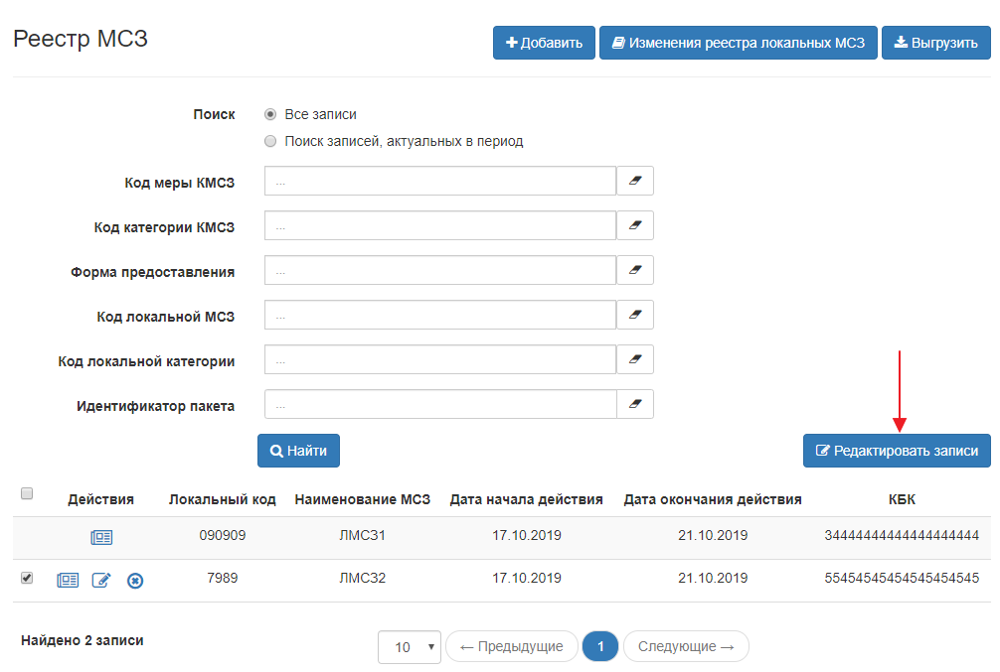 Реестр МСЗ
Добавить
Изменения реестра локальных МСЗ
Выгрузить
Поиск
Все записи
Поиск записей, актуальных в период
Код меры КМСЗ
...
Код категории КМСЗ
...
Форма предоставления
...
Код локальной МСЗ
...
Код локальной категории
...
Идентификатор пакета
...
Найти
Редактировать записи
Действия Локальный код Наименование МСЗ Дата начала действия Дата окончания действия КБК
090909 ЛМСЗ1 17.10.2019 21.10.2019 34444444444444444444
7989 ЛМСЗ2 17.10.2019 21.10.2019 55454545454545454545
Найдено 2 записи
10
← Предыдущие
1
Следующие →